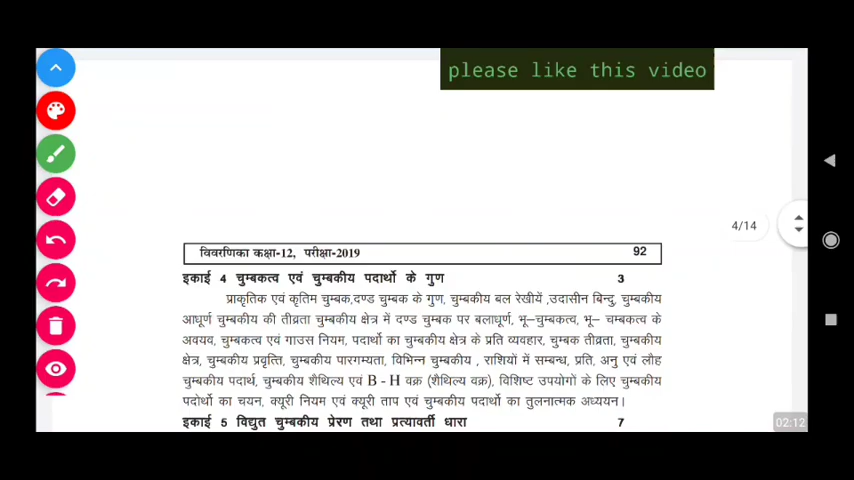 please like this video
4/14
विवरणिका कक्षा-12, परीक्षा-2019 92
इकाई 4 चुम्बकत्व एवं चुम्बकीय पदार्थो के गुण 3
प्राकृतिक एवं कृतिम चुम्बक,दण्ड चुम्बक के गुण, चुम्बकीय बल रेखीयें ,उदासीन बिन्दु, चुम्बकीय
आधूर्ण चुम्बकीय की तीव्रता चुम्बकीय क्षेत्र में दण्ड चुम्बक पर बलाधूर्ण, भू–चुम्बकत्व, भू– चम्बकत्व के
अवयव, चुम्बकत्व एवं गाउस नियम, पदार्थो का चुम्बकीय क्षेत्र के प्रति व्यवहार, चुम्बक तीव्रता, चुम्बकीय
क्षेत्र, चुम्बकीय प्रवृत्ति, चुम्बकीय पारगम्यता, विभिन्न चुम्बकीय , राशियों में सम्बन्ध, प्रति, अनु एवं लौह
चुम्बकीय पदार्थ, चुम्बकीय शैथिल्य एवं B - H वक्र (शैथिल्य वक्र), विशिष्ट उपयोगों के लिए चुम्बकीय
पदोर्थो का चयन, क्यूरी नियम एवं क्यूरी ताप एवं चुम्बकीय पदार्थो का तुलनात्मक अध्ययन।
इकाई 5 विद्युत चुम्बकीय प्रेरण तथा प्रत्यावर्ती धारा 7
02:12